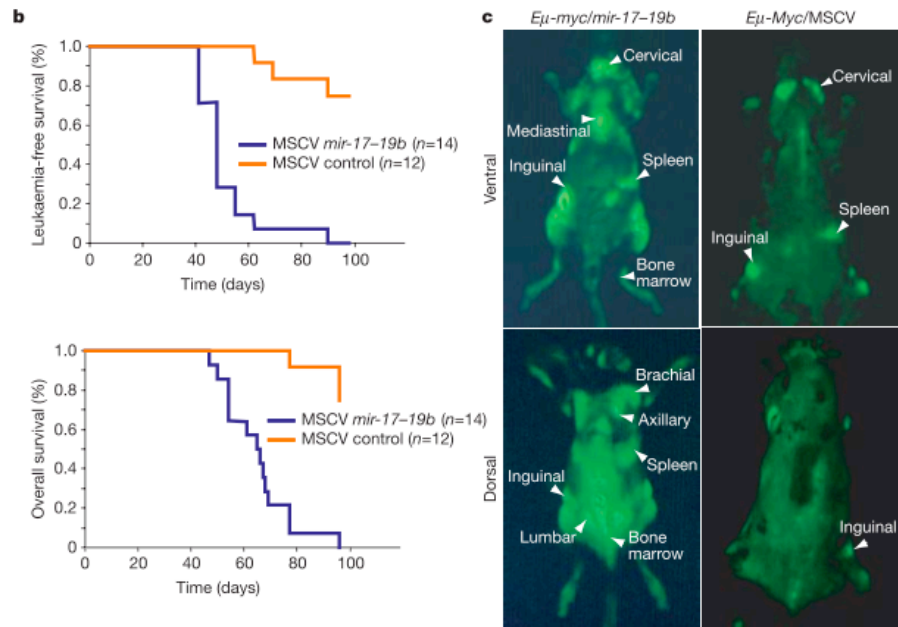 b
Leukaemia-free survival (%)
1.0
0.8
0.6
0.4
0.2
0
MSCV mir-17–19b (n=14)
MSCV control (n=12)
0 20 40 60 80 100
Time (days)
Overall survival (%)
1.0
0.8
0.6
0.4
0.2
0
MSCV mir-17–19b (n=14)
MSCV control (n=12)
0 20 40 60 80 100
Time (days)
c
Eμ-myc/mir-17–19b
Eμ-Myc/MSCV
Ventral
Cervical
Mediastinal
Inguinal
Spleen
Bone
marrow
Cervical
Spleen
Inguinal
Dorsal
Brachial
Axillary
Spleen
Inguinal
Lumbar
Bone
marrow
Inguinal